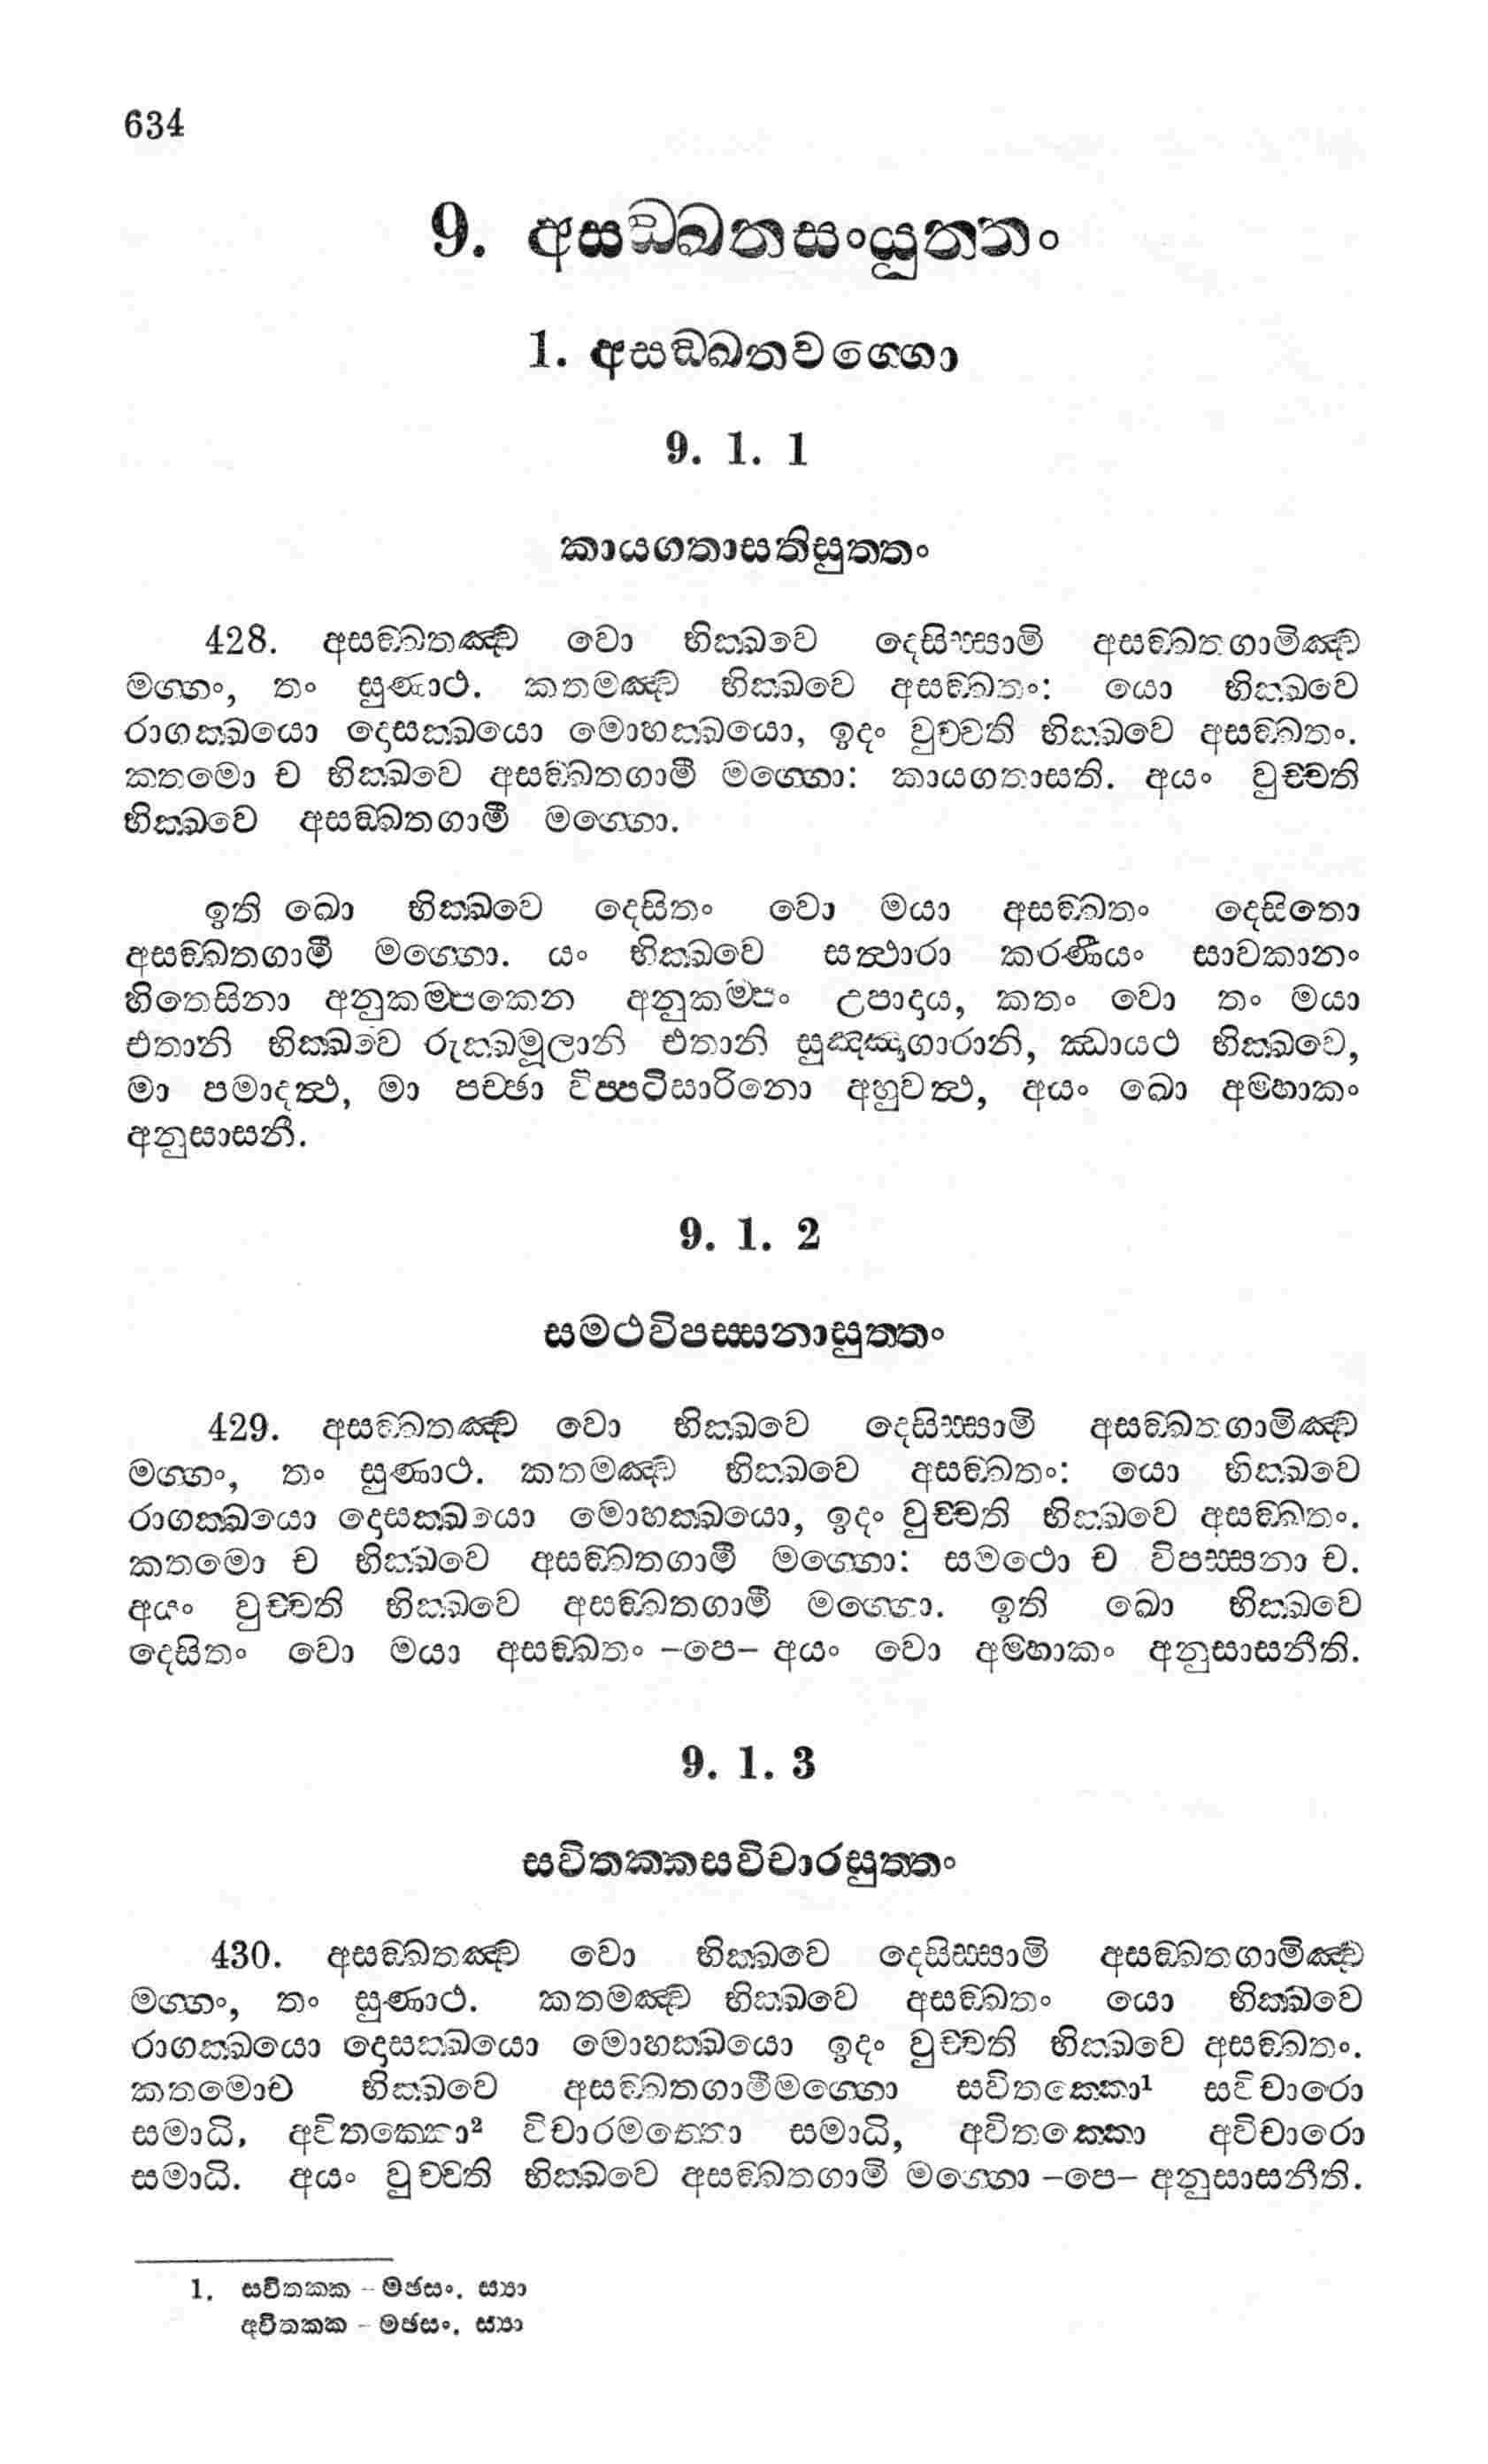 634
9. අසඞ්ඛතසංයුත්තං
1. අසඞ්ඛතවග්ගො
9. 1. 1
කායගතාසතිසුත්තං
428. අසඞ්ඛතඤ්ච වො භික්ඛවෙ දෙසිස්සාමි අසඞ්ඛතගාමිඤ්ච
මග්ගං, තං සුණාථ. කතමඤ්ච භික්ඛවෙ අසඞ්ඛතං: යො භික්ඛවෙ
රාගක්ඛයො දොසක්ඛයො මොහක්ඛයො, ඉදං වුච්චති භික්ඛවෙ අසඞ්ඛතං.
කතමො ච භික්ඛවෙ අසඞ්ඛතගාමී මග්ගො: කායගතාසති. අයං වුච්චති
භික්ඛවෙ අසඞ්ඛතගාමී මග්ගො.
ඉති ඛො භික්ඛවෙ දෙසිතං වො මයා අසඞ්ඛතං දෙසිතො
අසඞ්ඛතගාමී මග්ගො. යං භික්ඛවෙ සත්ථාරා කරණීයං සාවකානං
හිතෙසිනා අනුකම්පකෙන අනුකම්පං උපාදාය, කතං වො තං මයා
එතානි භික්ඛවෙ රුක්ඛමූලානි එතානි සුඤ්ඤාගාරානි, ඣායථ භික්ඛවෙ,
මා පමාදත්ථ, මා පච්ඡා විප්පටිසාරිනො අහුවත්ථ, අයං ඛො අම්හාකං
අනුසාසනී.
9. 1. 2
සමථවිපස්සනාසුත්තං
429. අසඞ්ඛතඤ්ච වො භික්ඛවෙ දෙසිස්සාමි අසඞ්ඛතගාමිඤ්ච
මග්ගං, තං සුණාථ. කතමඤ්ච භික්ඛවෙ අසඞ්ඛතං: යො භික්ඛවෙ
රාගක්ඛයො දොසක්ඛයො මොහක්ඛයො, ඉදං වුච්චති භික්ඛවෙ අසඞ්ඛතං.
කතමො ච භික්ඛවෙ අසඞ්ඛතගාමී මග්ගො: සමථො ච විපස්සනා ච.
අයං වුච්චති භික්ඛවෙ අසඞ්ඛතගාමී මග්ගො. ඉති ඛො භික්ඛවෙ
දෙසිතං වො මයා අසඞ්ඛතං –පෙ– අයං වො අම්හාකං අනුසාසනීති.
9. 1. 3
සවිතක්කසවිචාරසුත්තං
430. අසඞ්ඛතඤ්ච වො භික්ඛවෙ දෙසිස්සාමි අසඞ්ඛතගාමිඤ්ච
මග්ගං, තං සුණාථ. කතමඤ්ච භික්ඛවෙ අසඞ්ඛතං යො භික්ඛවෙ
රාගක්ඛයො දොසක්ඛයො මොහක්ඛයො ඉදං වුච්චති භික්ඛවෙ අසඞ්ඛතං.
කතමොච භික්ඛවෙ අසඞ්ඛතගාමීමග්ගො සවිතක්කො¹ සවිචාරො
සමාධි, අවිතක්කො² විචාරමත්තො සමාධි, අවිතක්කො අවිචාරො
සමාධි. අයං වුච්චති භික්ඛවෙ අසඞ්ඛතගාමි මග්ගො –පෙ– අනුසාසනීති.
1. සවිතක්ක – මඡසං. ස්‍යා
අවිතක්ක – මඡසං, ස්‍යා